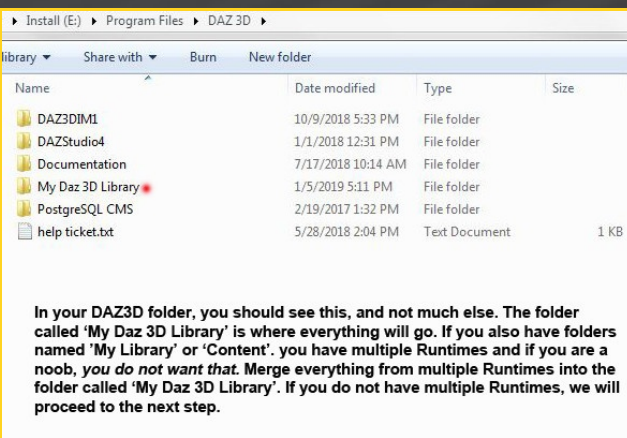 Install (E:) ▸ Program Files ▸ DAZ 3D ▸
library Share with Burn New folder
Name Date modified Type Size
DAZ3DIM1 10/9/2018 5:33 PM File folder
DAZStudio4 1/1/2018 12:31 PM File folder
Documentation 7/17/2018 10:14 AM File folder
My Daz 3D Library 1/5/2019 5:11 PM File folder
PostgreSQL CMS 2/19/2017 1:32 PM File folder
help ticket.txt 5/28/2018 2:04 PM Text Document 1 KB
In your DAZ3D folder, you should see this, and not much else. The folder
called ‘My Daz 3D Library’ is where everything will go. If you also have folders
named ’My Library’ or ‘Content’. you have multiple Runtimes and if you are a
noob, you do not want that. Merge everything from multiple Runtimes into the
folder called ‘My Daz 3D Library’. If you do not have multiple Runtimes, we will
proceed to the next step.